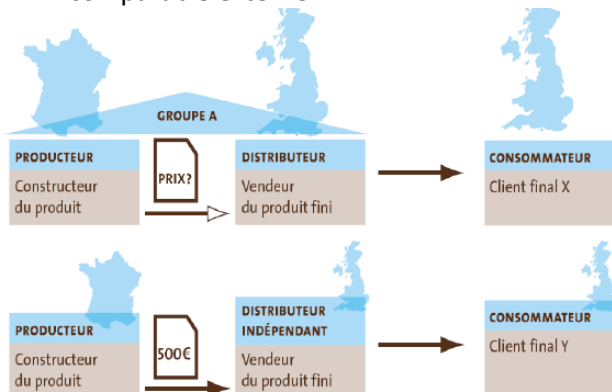 GROUPE A
PRODUCTEUR
Constructeur
du produit
PRIX?
DISTRIBUTEUR
Vendeur
du produit fini
CONSOMMATEUR
Client final X
PRODUCTEUR
Constructeur
du produit
500€
DISTRIBUTEUR
INDÉPENDANT
Vendeur
du produit fini
CONSOMMATEUR
Client final Y